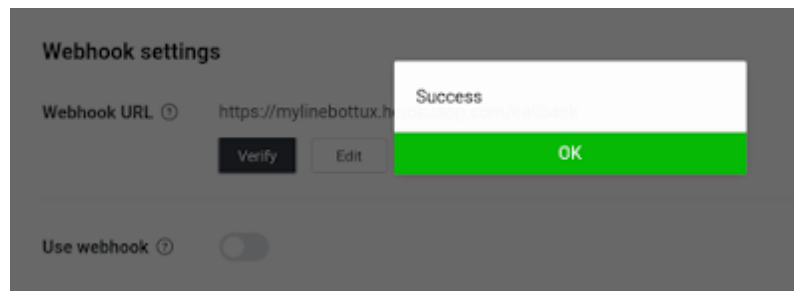 Webhook settings
Success
Webhook URL ?
https://mylinebottux.h
Verify
Edit
OK
Use webhook ?